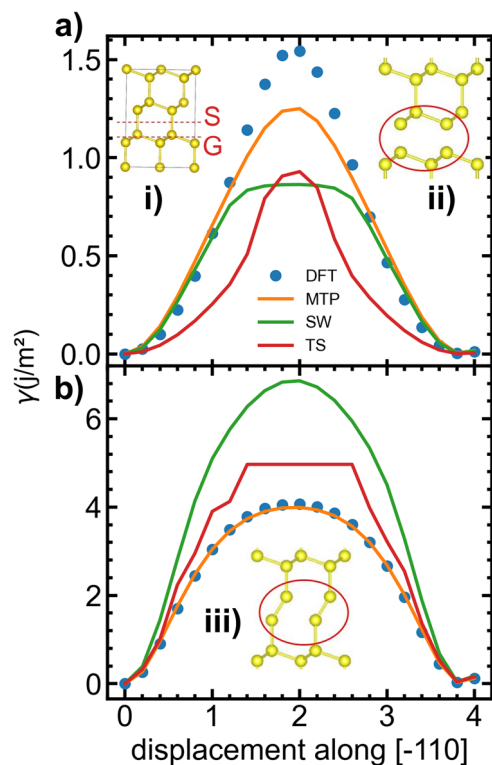 a)
1.5
1.0
0.5
0.0
γ(j/m²)
S
G
i)
ii)
DFT
MTP
SW
TS
b)
6
4
2
0
γ(j/m²)
iii)
0 1 2 3 4
displacement along [-110]